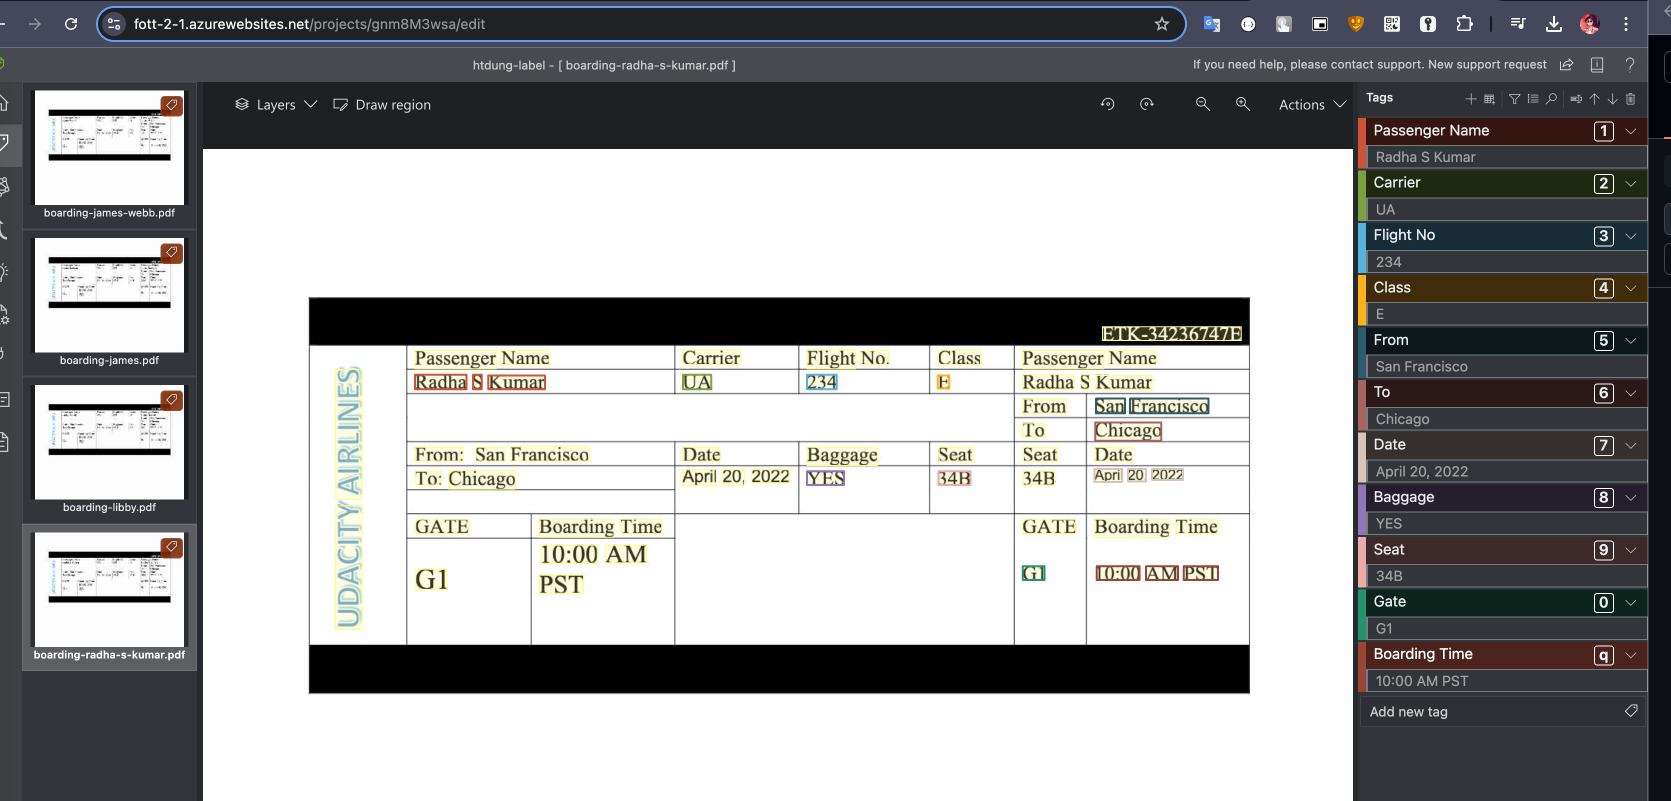 fott-2-1.azurewebsites.net/projects/gnm8M3wsa/edit
htdung-label - [ boarding-radha-s-kumar.pdf ]
If you need help, please contact support. New support request
boarding-james-webb.pdf
boarding-james.pdf
boarding-libby.pdf
boarding-radha-s-kumar.pdf
Layers
Draw region
Actions
ETK-34236747E
UDACITY AIRLINES
Passenger Name Carrier Flight No. Class Passenger Name
Radha S Kumar UA 234 E Radha S Kumar
From San Francisco
To Chicago
From: San Francisco Date Baggage Seat Seat Date
To: Chicago April 20, 2022 YES 34B 34B April 20 2022
GATE Boarding Time GATE Boarding Time
G1 10:00 AM PST G1 10:00 AM PST
Tags
Passenger Name 1
Radha S Kumar
Carrier 2
UA
Flight No 3
234
Class 4
E
From 5
San Francisco
To 6
Chicago
Date 7
April 20, 2022
Baggage 8
YES
Seat 9
34B
Gate 0
G1
Boarding Time q
10:00 AM PST
Add new tag